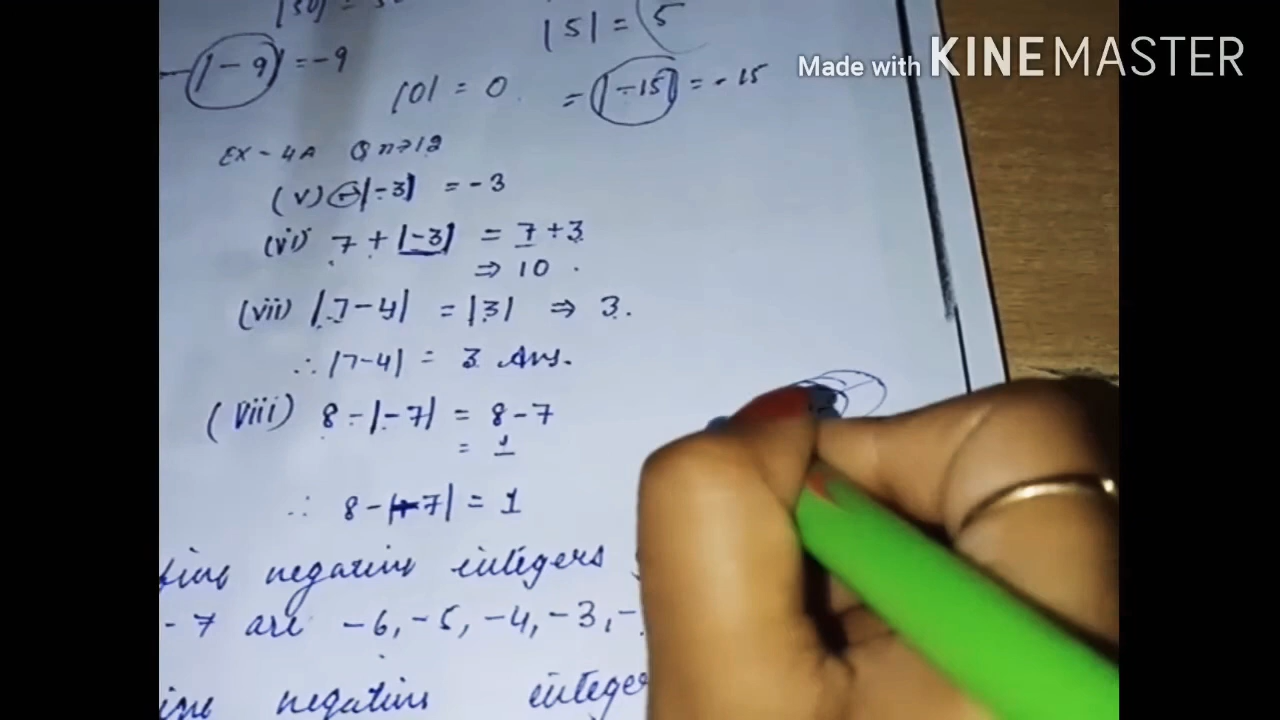 |5| = 5
Made with KINEMASTER
-|-9| = -9
|0| = 0
= |-15| = -15
EX - 4A Q n⇒12
(v) -|-3| = -3
(vi) 7 + |-3| = 7 + 3
⇒ 10
(vii) |7-4| = |3| ⇒ 3.
∴ |7-4| = 3 Ans.
(viii) 8 - |-7| = 8 - 7
= 1
∴ 8 - |-7| = 1
negative integers
-7 are -6, -5, -4, -3, -
negative integer